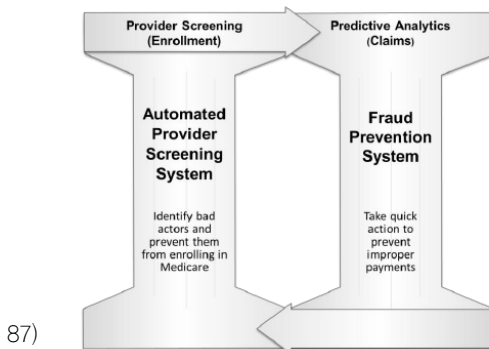 Provider Screening
(Enrollment)
Predictive Analytics
(Claims)
Automated
Provider
Screening
System
Identify bad
actors and
prevent them
from enrolling in
Medicare
Fraud
Prevention
System
Take quick
action to
prevent
improper
payments
87)